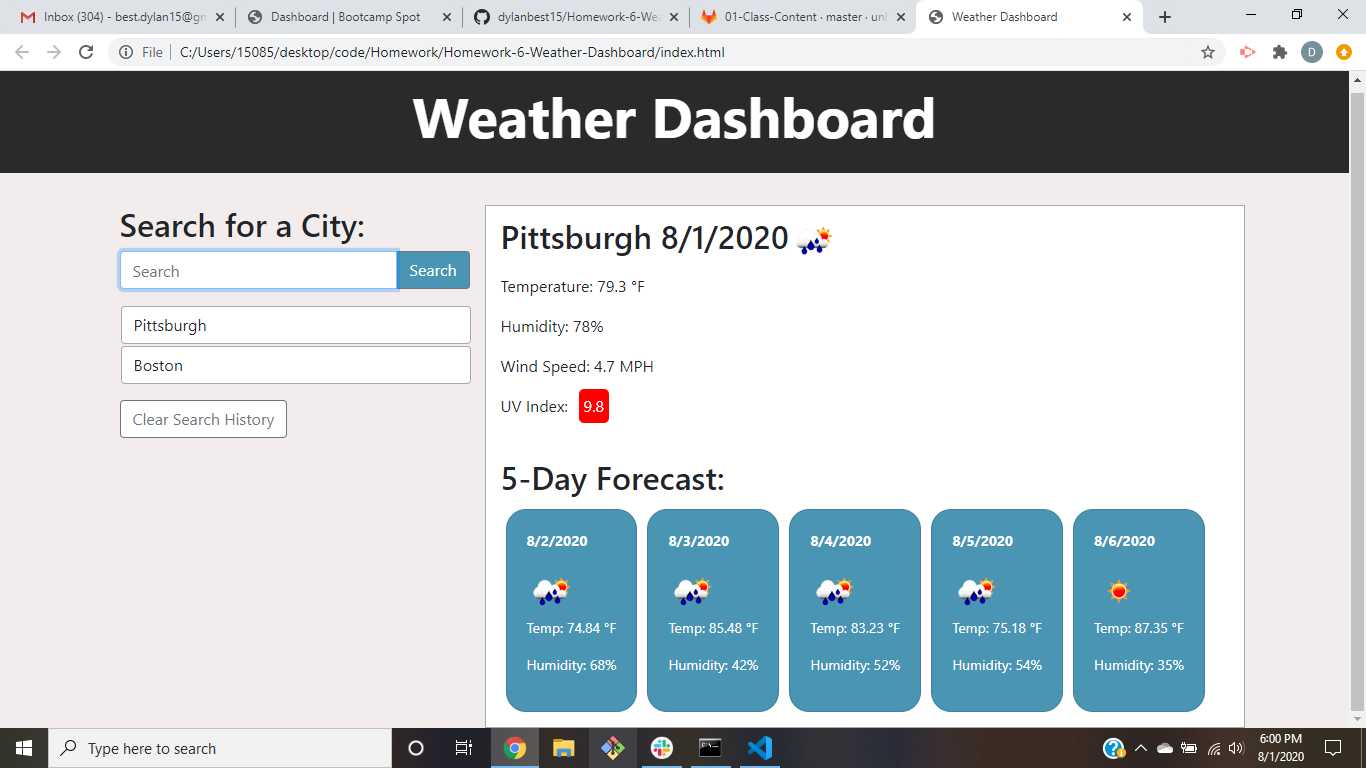 Inbox (304) - best.dylan15@gm
Dashboard | Bootcamp Spot
dylanbest15/Homework-6-Wea
01-Class-Content · master · unl
Weather Dashboard
File | C:/Users/15085/desktop/code/Homework/Homework-6-Weather-Dashboard/index.html
D
Weather Dashboard
Search for a City:
Search
Search
Pittsburgh
Boston
Clear Search History
Pittsburgh 8/1/2020
Temperature: 79.3 °F
Humidity: 78%
Wind Speed: 4.7 MPH
UV Index: 9.8
5-Day Forecast:
8/2/2020
Temp: 74.84 °F
Humidity: 68%
8/3/2020
Temp: 85.48 °F
Humidity: 42%
8/4/2020
Temp: 83.23 °F
Humidity: 52%
8/5/2020
Temp: 75.18 °F
Humidity: 54%
8/6/2020
Temp: 87.35 °F
Humidity: 35%
Type here to search
6:00 PM
8/1/2020